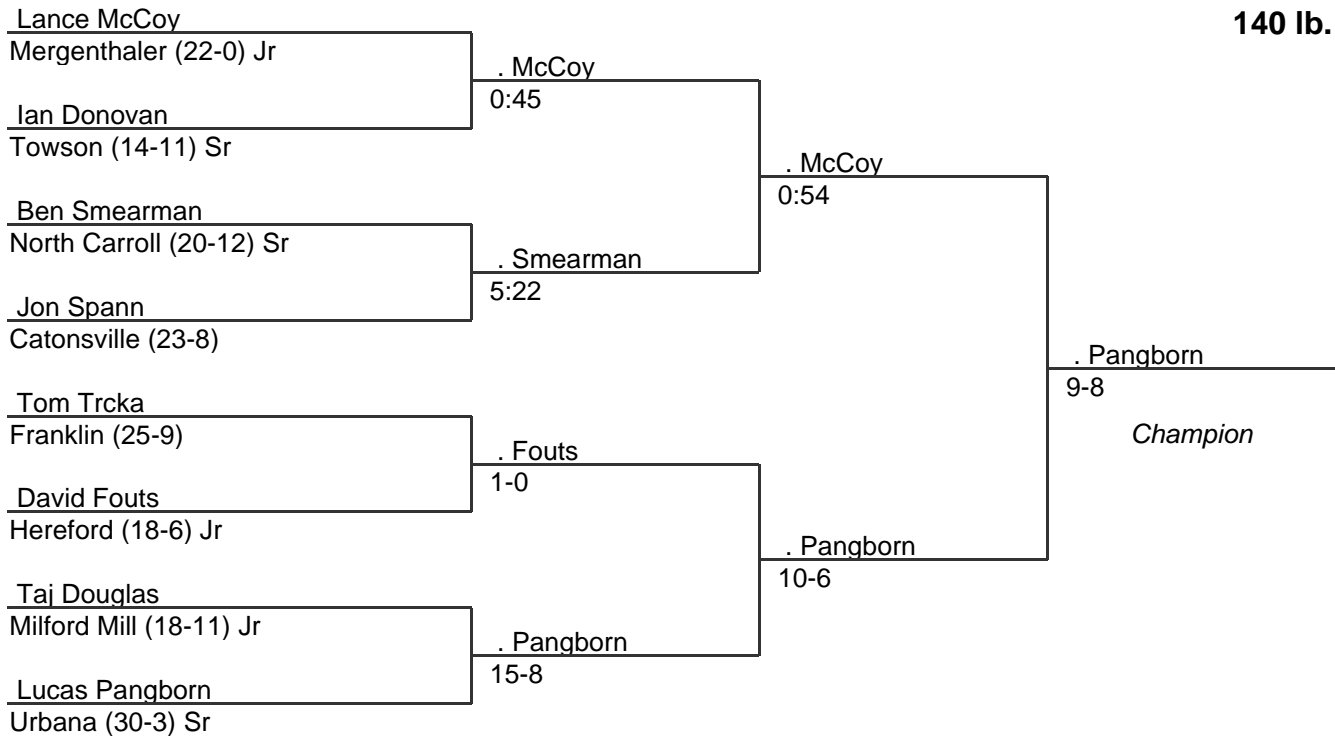 Lance McCoy
140 lb.
Mergenthaler (22-0) Jr
. McCoy
0:45
Ian Donovan
Towson (14-11) Sr
. McCoy
0:54
Ben Smearman
North Carroll (20-12) Sr
. Smearman
5:22
Jon Spann
Catonsville (23-8)
. Pangborn
9-8
Champion
Tom Trcka
Franklin (25-9)
. Fouts
1-0
David Fouts
Hereford (18-6) Jr
. Pangborn
10-6
Taj Douglas
Milford Mill (18-11) Jr
. Pangborn
15-8
Lucas Pangborn
Urbana (30-3) Sr